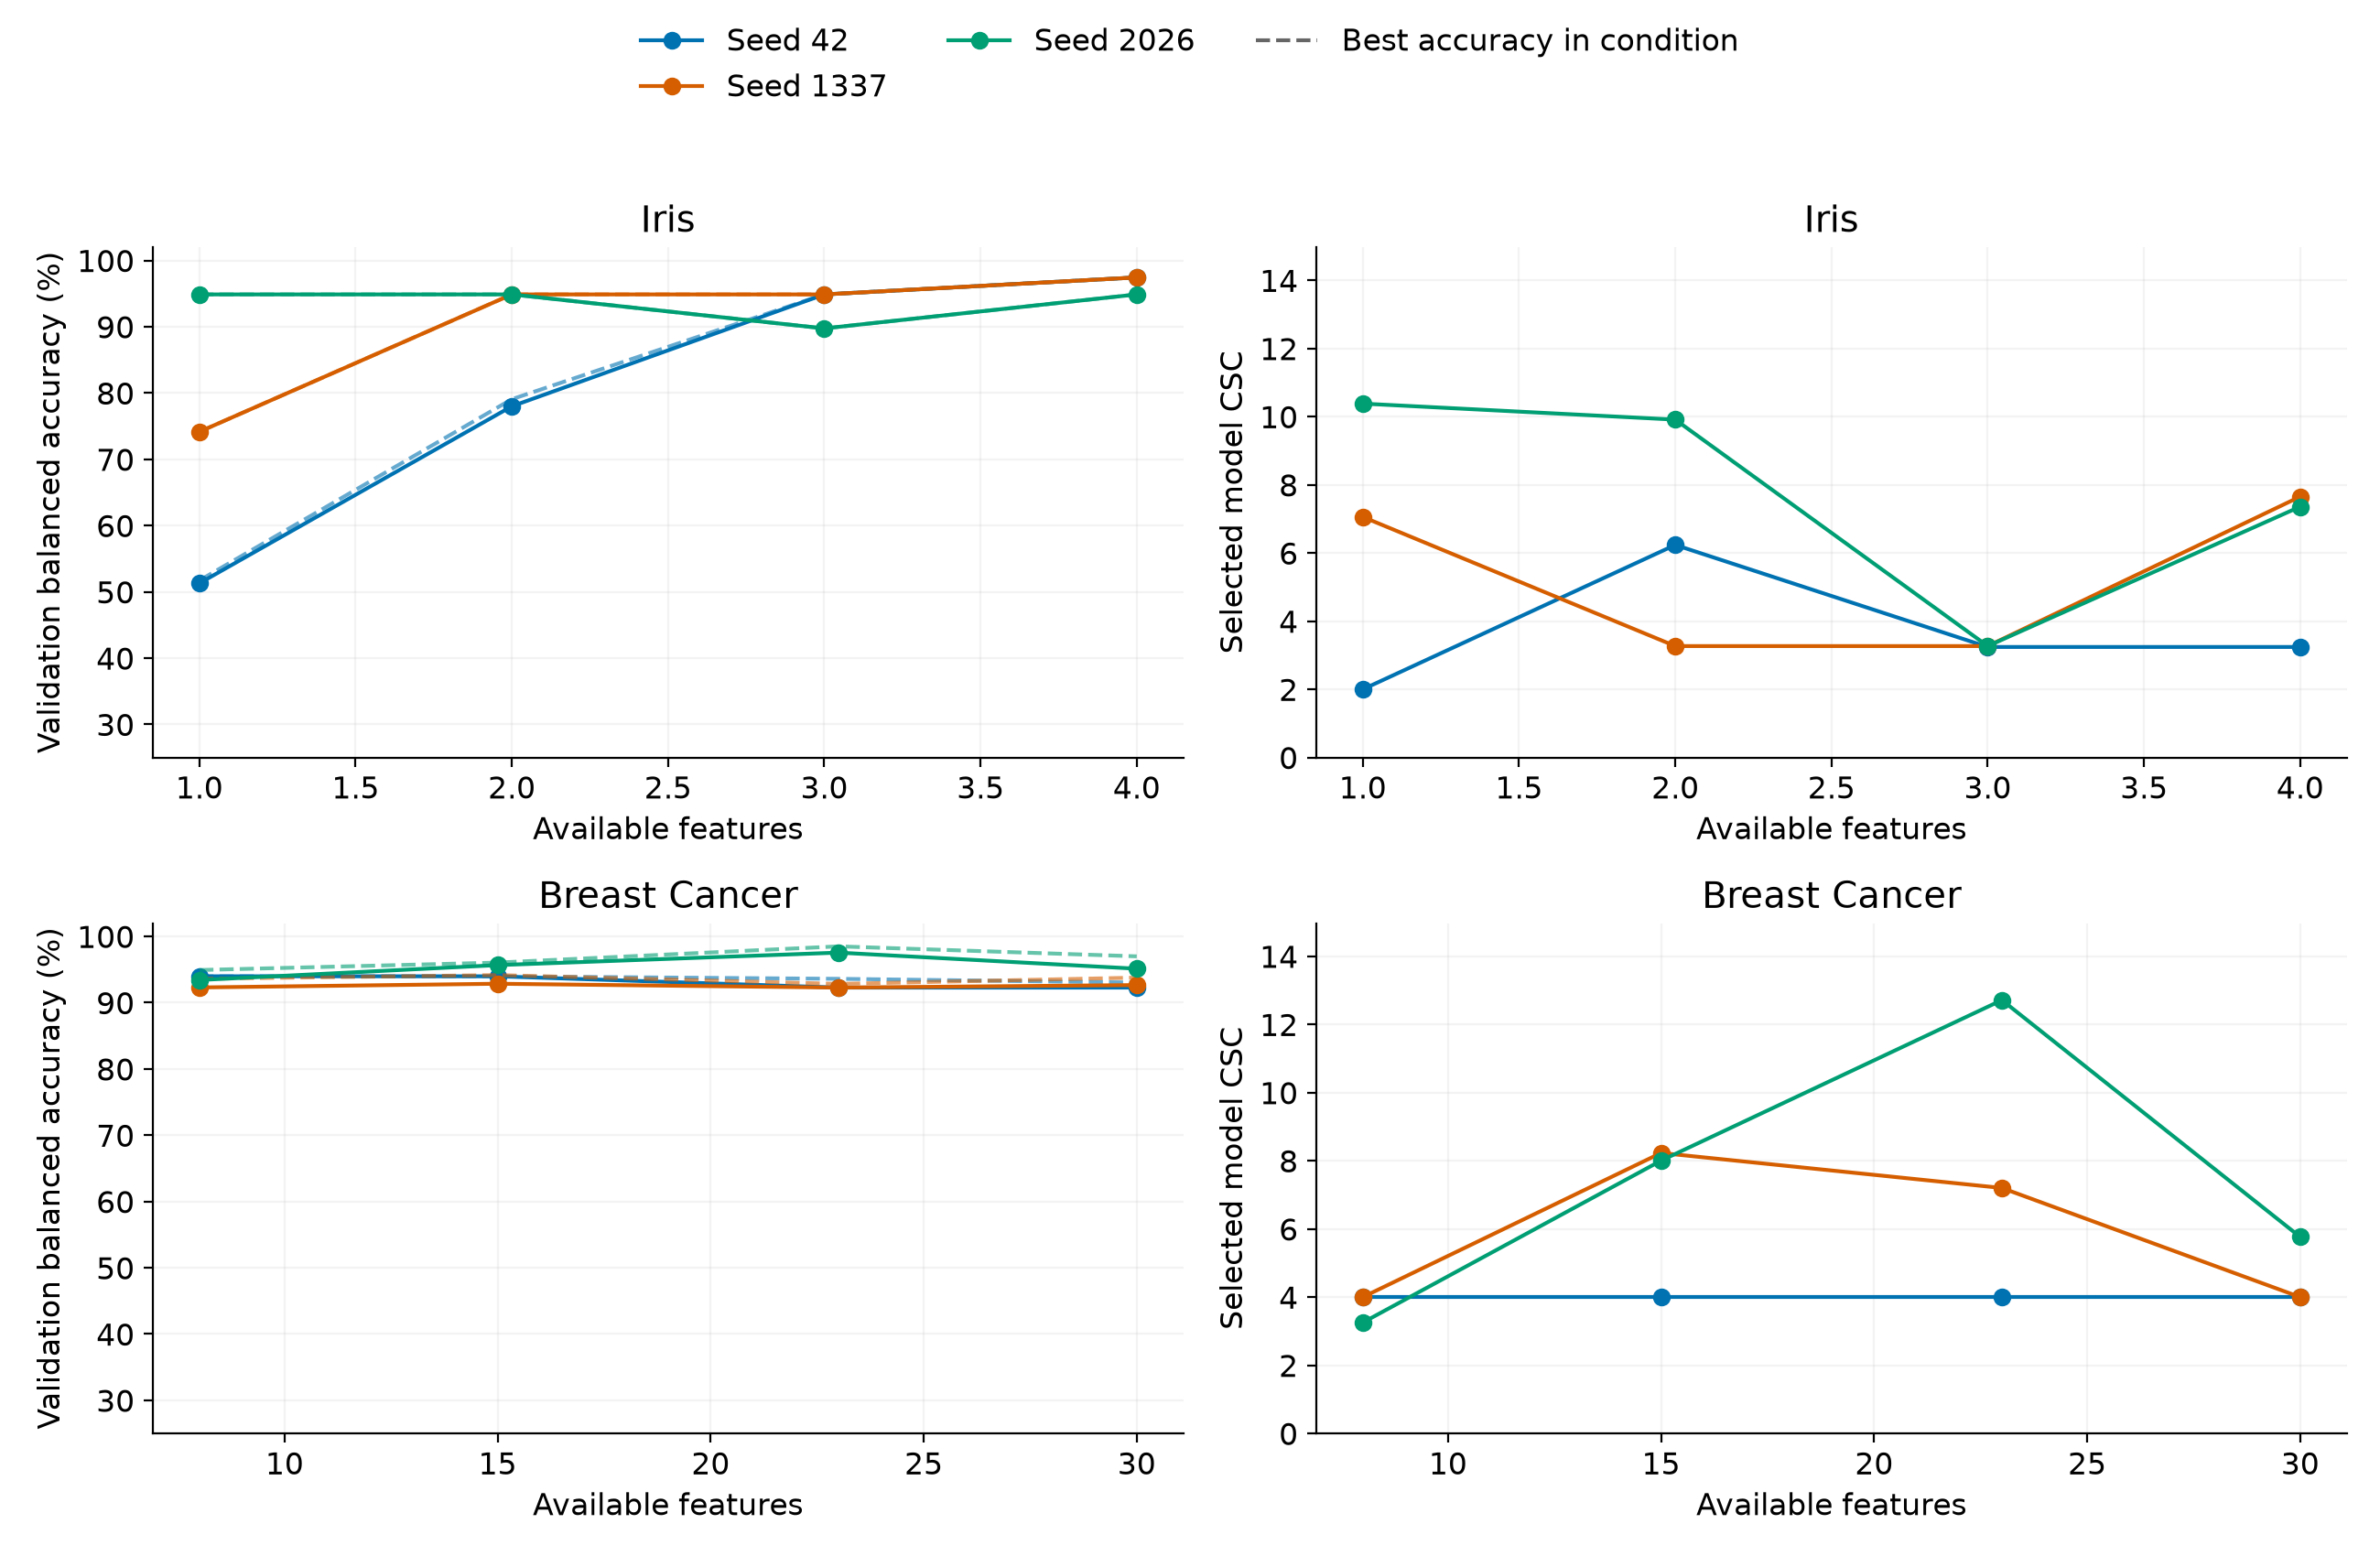 Seed 42
Seed 1337
Seed 2026
Best accuracy in condition
Iris
Validation balanced accuracy (%)
100
90
80
70
60
50
40
30
1.0 1.5 2.0 2.5 3.0 3.5 4.0
Available features
Iris
Selected model CSC
14
12
10
8
6
4
2
0
1.0 1.5 2.0 2.5 3.0 3.5 4.0
Available features
Breast Cancer
Validation balanced accuracy (%)
100
90
80
70
60
50
40
30
10 15 20 25 30
Available features
Breast Cancer
Selected model CSC
14
12
10
8
6
4
2
0
10 15 20 25 30
Available features